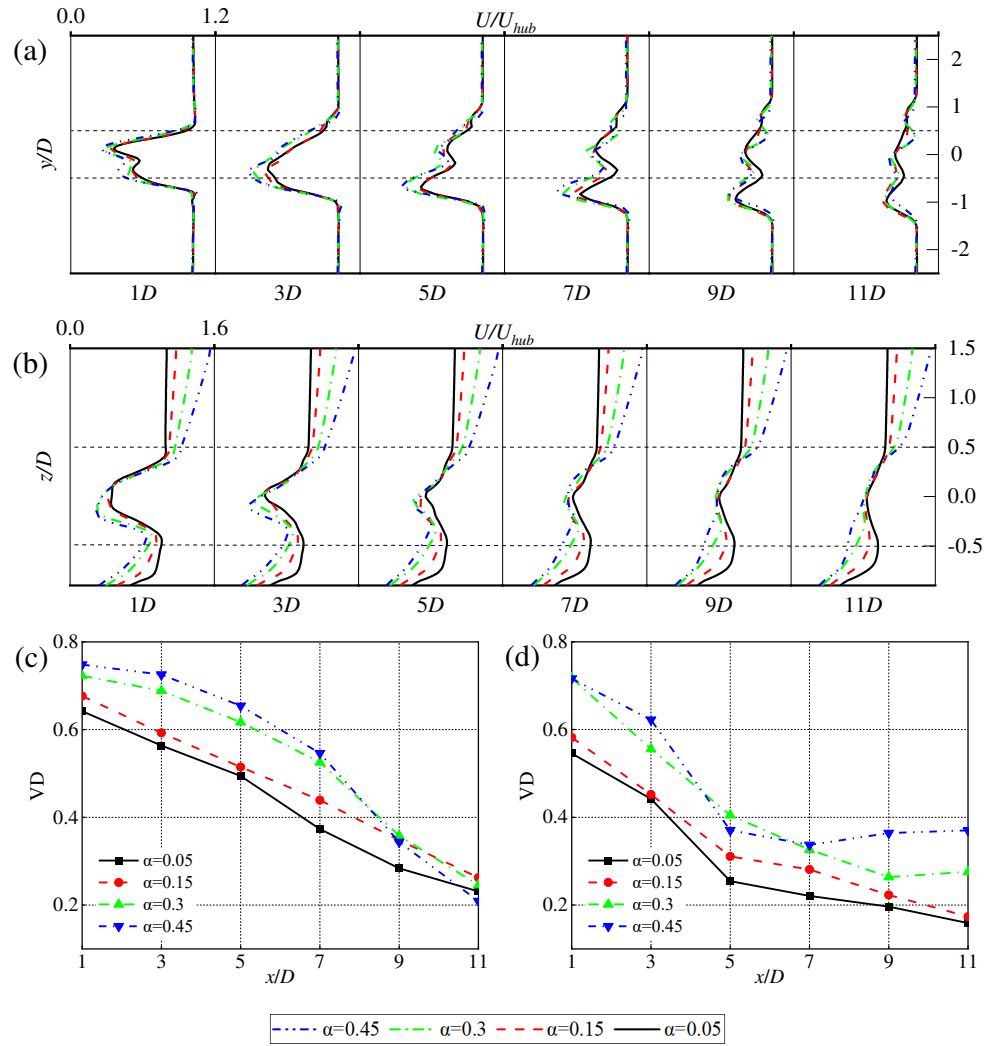 0.0 1.2 U/U_hub
(a)
y/D
2
1
0
-1
-2
1D 3D 5D 7D 9D 11D
0.0 1.6 U/U_hub
(b)
z/D
1.5
1.0
0.5
0.0
-0.5
1D 3D 5D 7D 9D 11D
(c)
VD
0.8
0.6
0.4
0.2
α=0.05
α=0.15
α=0.3
α=0.45
1 3 5 7 9 11
x/D
(d)
VD
0.8
0.6
0.4
0.2
α=0.05
α=0.15
α=0.3
α=0.45
1 3 5 7 9 11
x/D
α=0.45 α=0.3 α=0.15 α=0.05